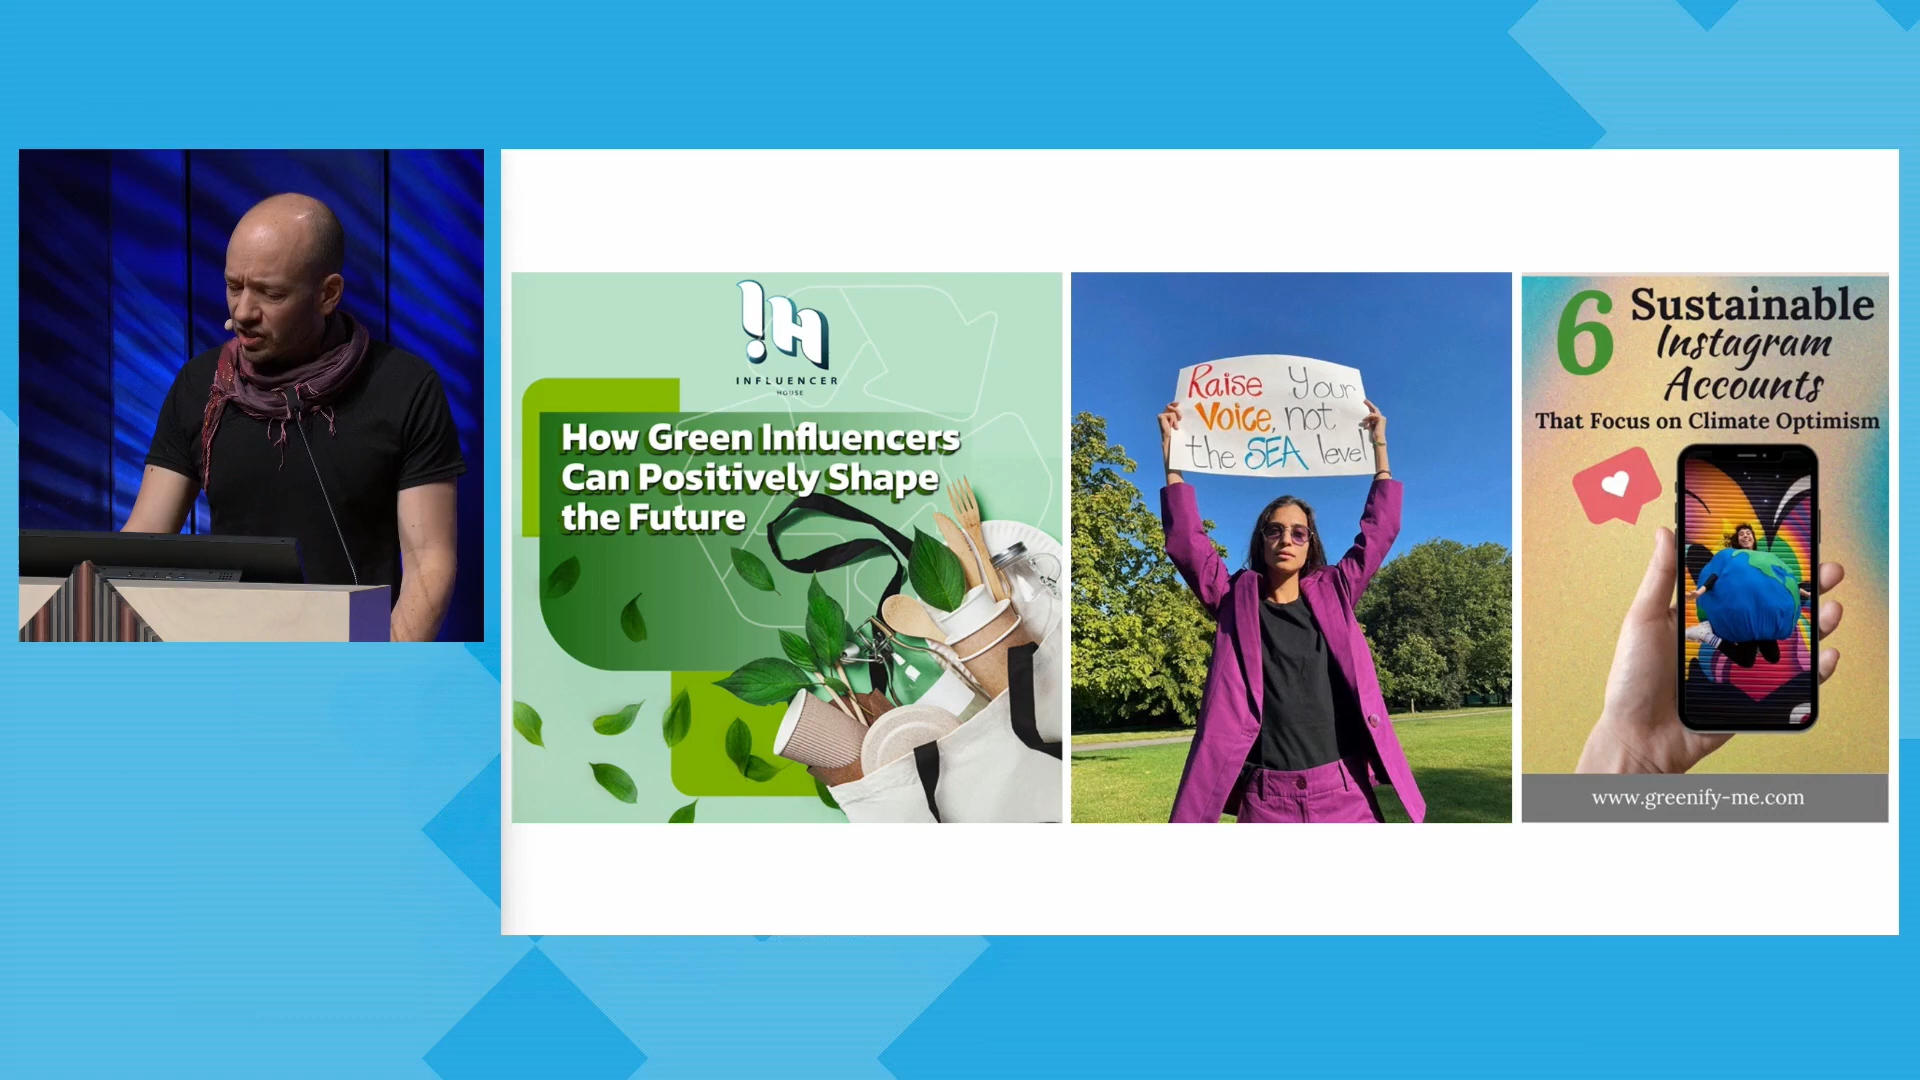 INFLUENCER
HOUSE
How Green Influencers
Can Positively Shape
the Future
Raise Your
Voice, not
the SEA level
6 Sustainable
Instagram
Accounts
That Focus on Climate Optimism
www.greenify-me.com